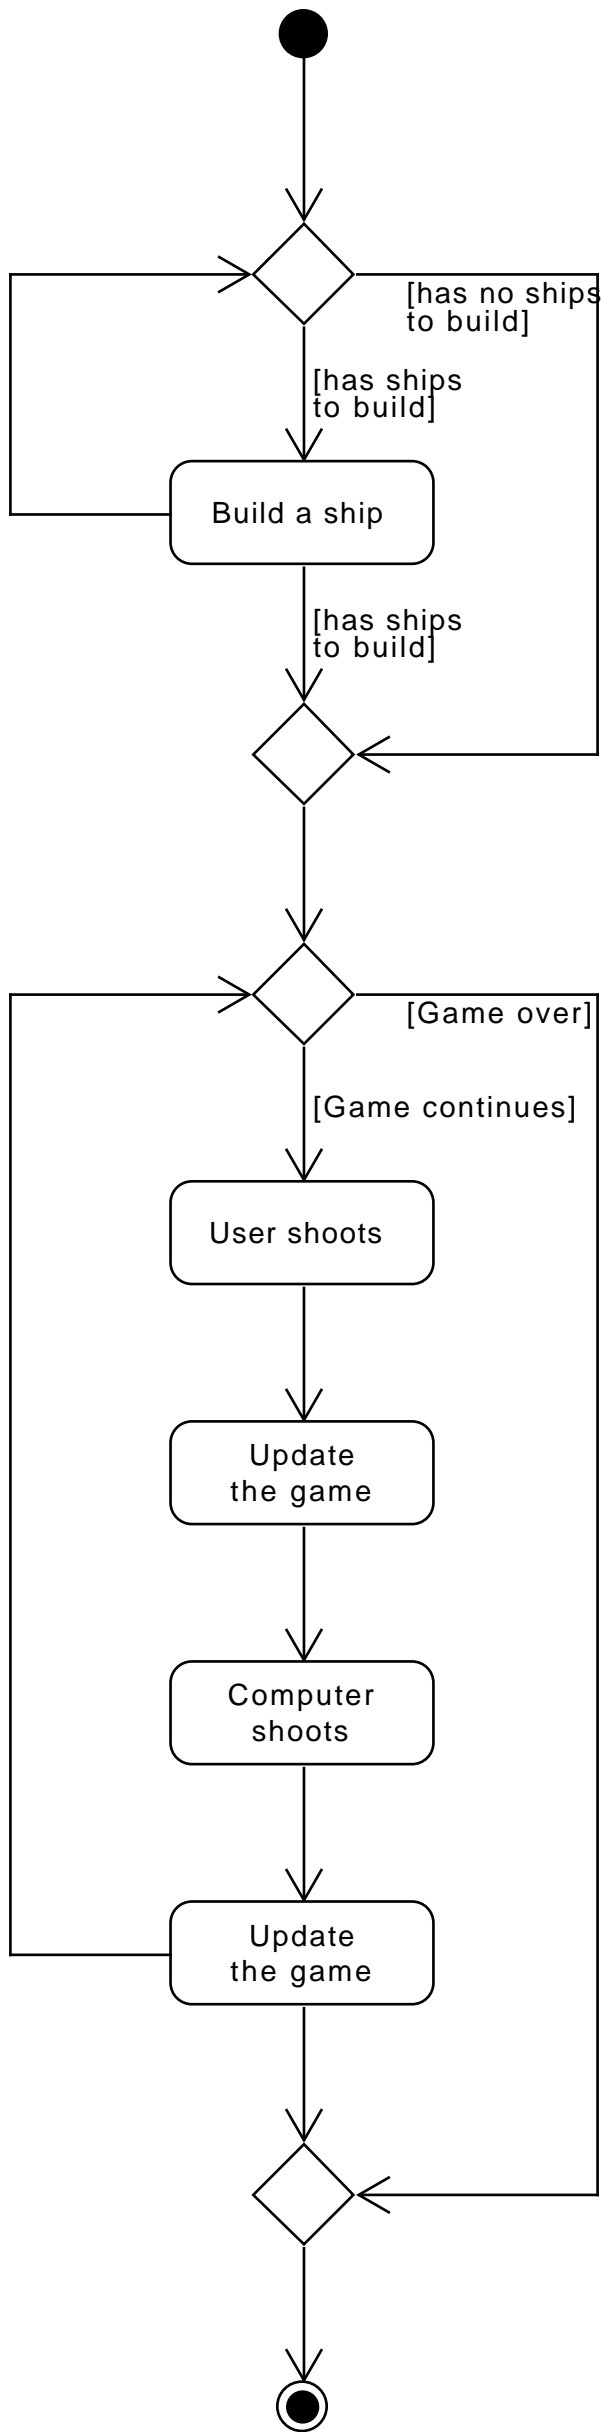 [has no ships
to build]
[has ships
to build]
Build a ship
[has ships
to build]
[Game over]
[Game continues]
User shoots
Update
the game
Computer
shoots
Update
the game